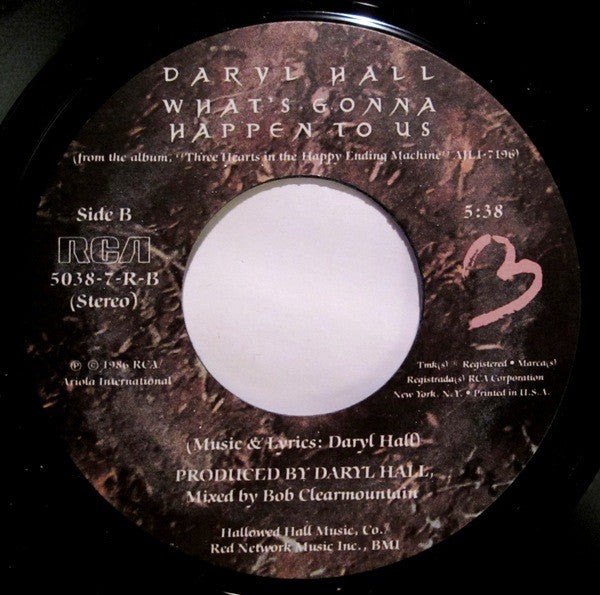 DARYL HALL
WHAT'S GONNA
HAPPEN TO US
(from the album, "Three Hearts in the Happy Ending Machine" AJL1-7196)
Side B
5:38
RCA
5038-7-R-B
(Stereo)
3
℗ © 1986 RCA/
Ariola International
Tmk(s) ® Registered • Marca(s)
Registrada(s) RCA Corporation
New York, N.Y. • Printed in U.S.A.
(Music & Lyrics: Daryl Hall)
PRODUCED BY DARYL HALL,
Mixed by Bob Clearmountain
Hallowed Hall Music, Co./
Red Network Music Inc., BMI